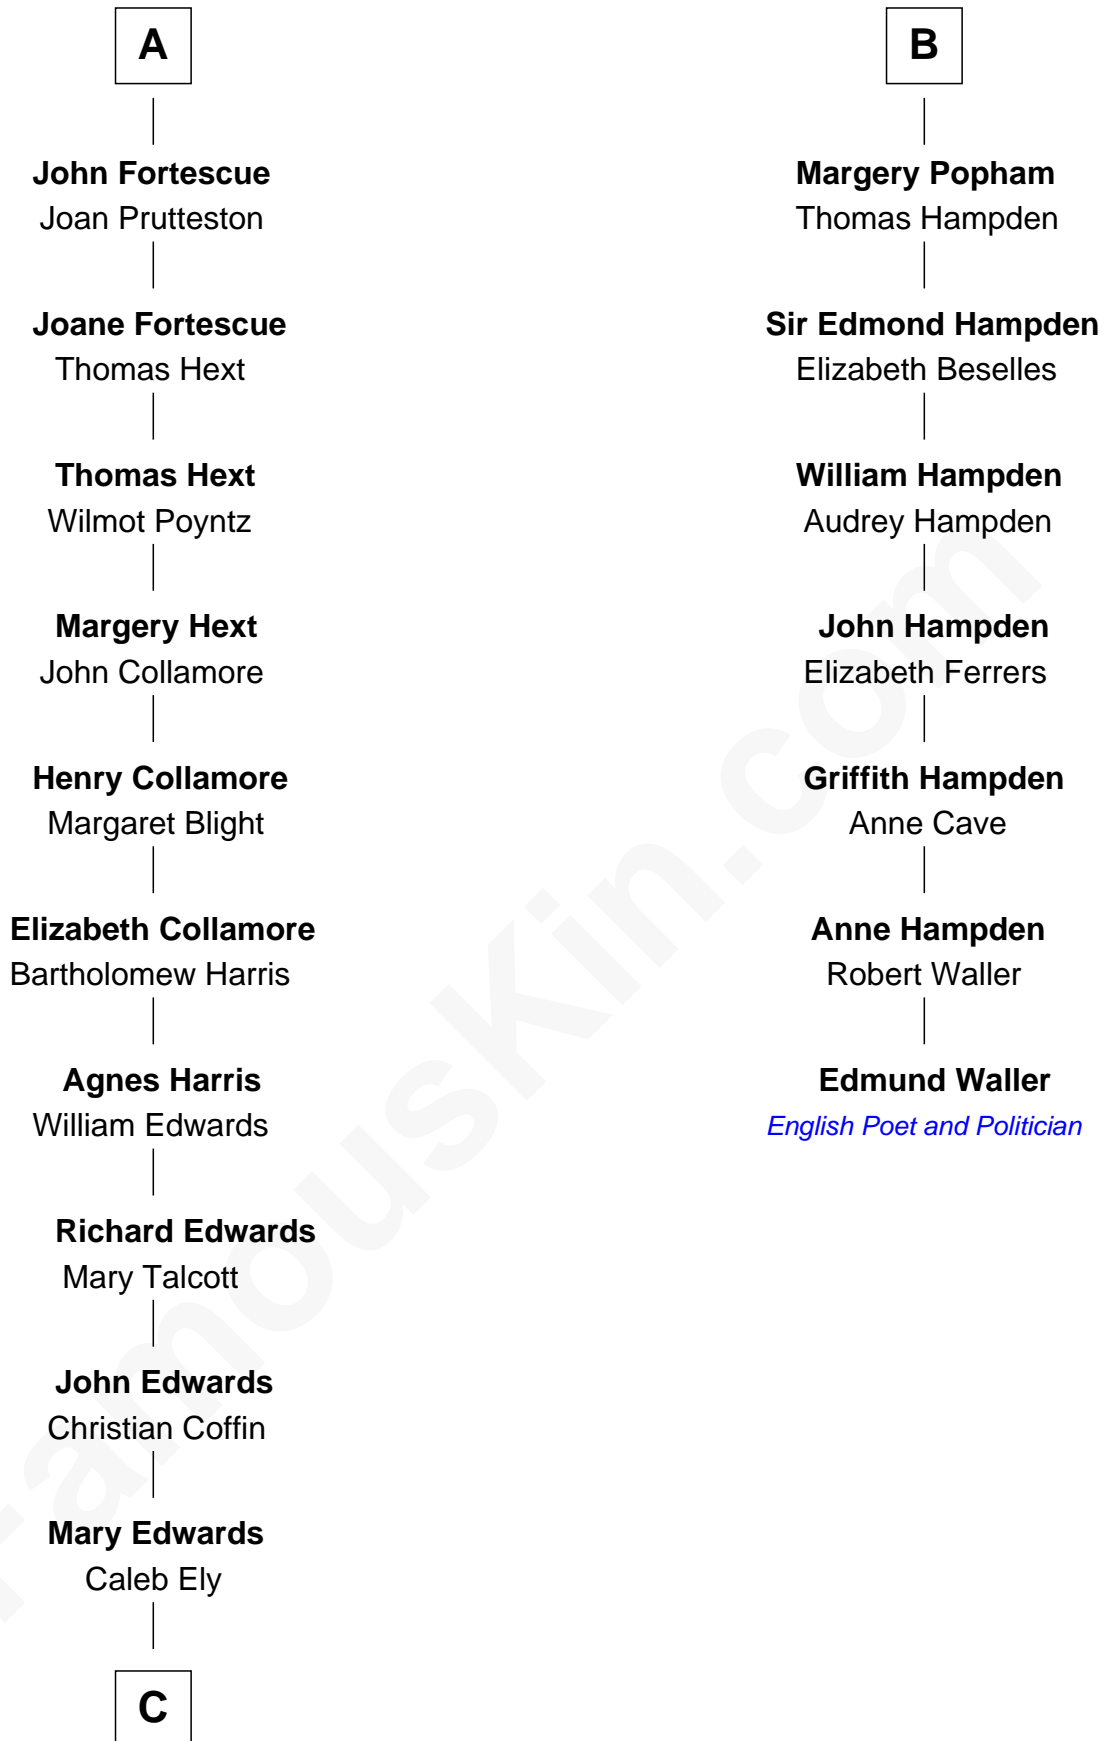 A
John Fortescue
Joan Prutteston
Joane Fortescue
Thomas Hext
Thomas Hext
Wilmot Poyntz
Margery Hext
John Collamore
Henry Collamore
Margaret Blight
Elizabeth Collamore
Bartholomew Harris
Agnes Harris
William Edwards
Richard Edwards
Mary Talcott
John Edwards
Christian Coffin
Mary Edwards
Caleb Ely
C
B
Margery Popham
Thomas Hampden
Sir Edmond Hampden
Elizabeth Beselles
William Hampden
Audrey Hampden
John Hampden
Elizabeth Ferrers
Griffith Hampden
Anne Cave
Anne Hampden
Robert Waller
Edmund Waller
English Poet and Politician
FamousKin.com